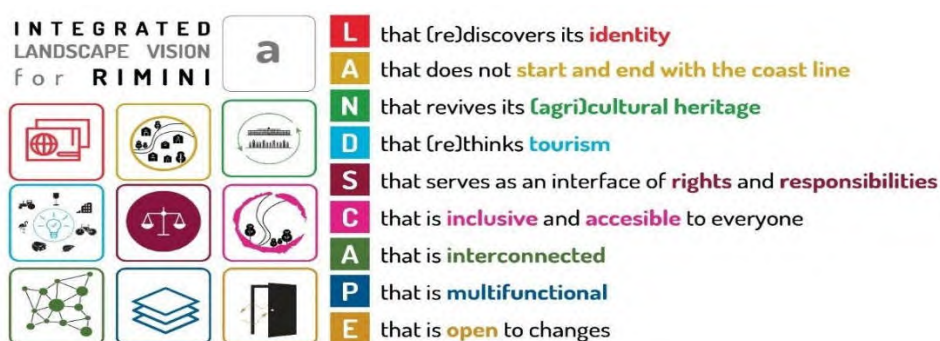 INTEGRATED
LANDSCAPE VISION
for RIMINI
a
L that (re)discovers its identity
A that does not start and end with the coast line
N that revives its (agri)cultural heritage
D that (re)thinks tourism
S that serves as an interface of rights and responsibilities
C that is inclusive and accesible to everyone
A that is interconnected
P that is multifunctional
E that is open to changes